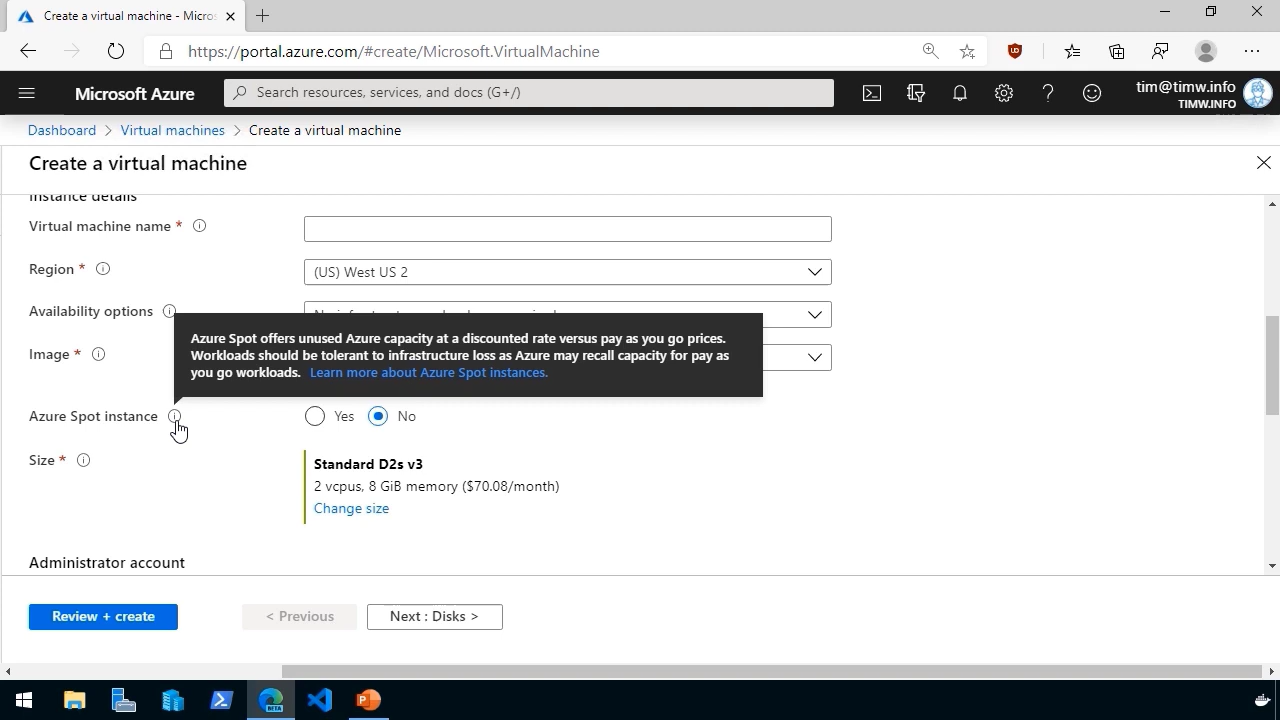 Create a virtual machine - Micros
https://portal.azure.com/#create/Microsoft.VirtualMachine
Microsoft Azure
Search resources, services, and docs (G+/)
tim@timw.info
TIMW.INFO
Dashboard > Virtual machines > Create a virtual machine
Create a virtual machine
Instance details
Virtual machine name *
Region *
(US) West US 2
Availability options
Azure Spot offers unused Azure capacity at a discounted rate versus pay as you go prices.
Workloads should be tolerant to infrastructure loss as Azure may recall capacity for pay as
you go workloads. Learn more about Azure Spot instances.
Image *
Azure Spot instance
Yes
No
Size *
Standard D2s v3
2 vcpus, 8 GiB memory ($70.08/month)
Change size
Administrator account
Review + create
< Previous
Next : Disks >
BETA